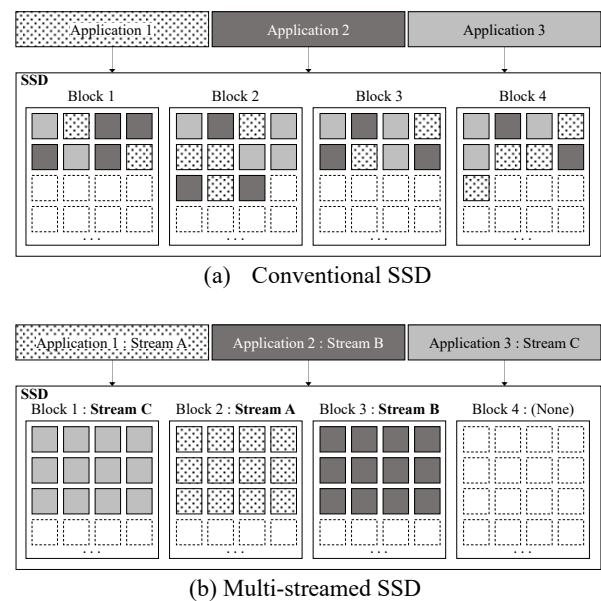 Application 1 Application 2 Application 3
SSD
Block 1 Block 2 Block 3 Block 4
. . . . . . . . . . . .
(a) Conventional SSD
Application 1 : Stream A Application 2 : Stream B Application 3 : Stream C
SSD
Block 1 : Stream C Block 2 : Stream A Block 3 : Stream B Block 4 : (None)
. . . . . . . . . . . .
(b) Multi-streamed SSD